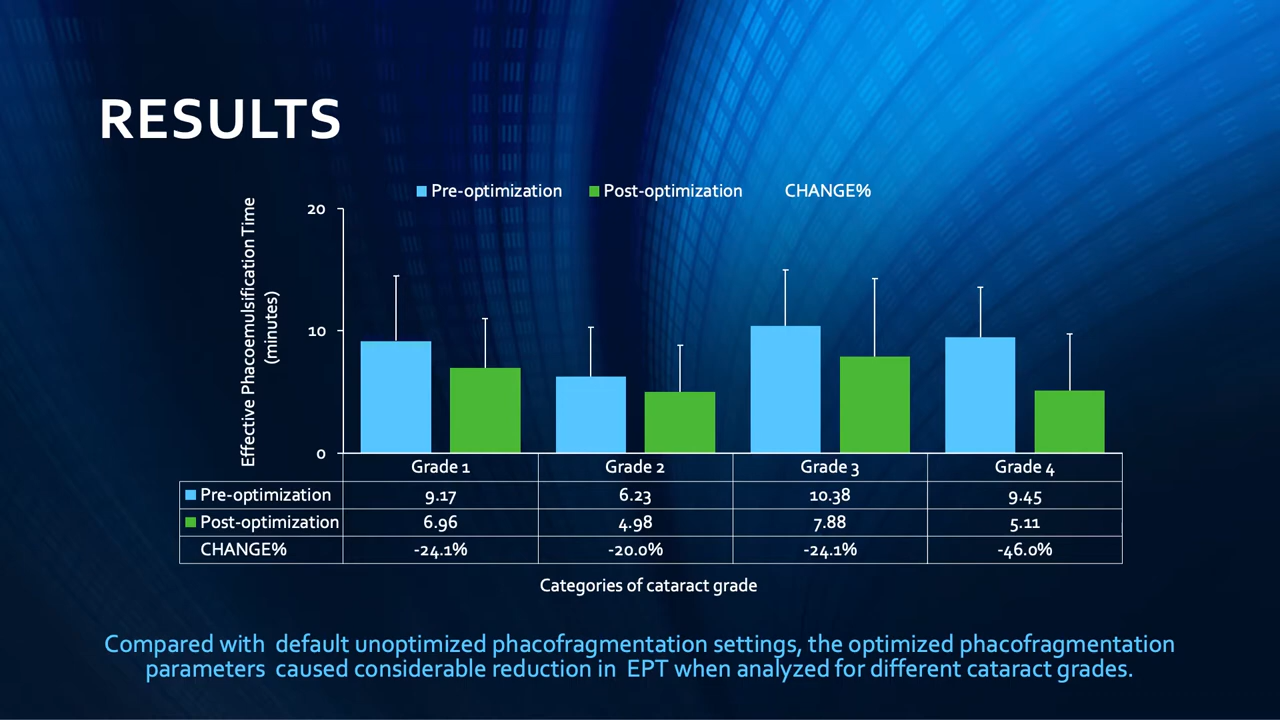 RESULTS
Pre-optimization Post-optimization CHANGE%
Effective Phacoemulsification Time
(minutes)
20
10
0
Grade 1 Grade 2 Grade 3 Grade 4
Pre-optimization 9.17 6.23 10.38 9.45
Post-optimization 6.96 4.98 7.88 5.11
CHANGE% -24.1% -20.0% -24.1% -46.0%
Categories of cataract grade
Compared with default unoptimized phacofragmentation settings, the optimized phacofragmentation
parameters caused considerable reduction in EPT when analyzed for different cataract grades.